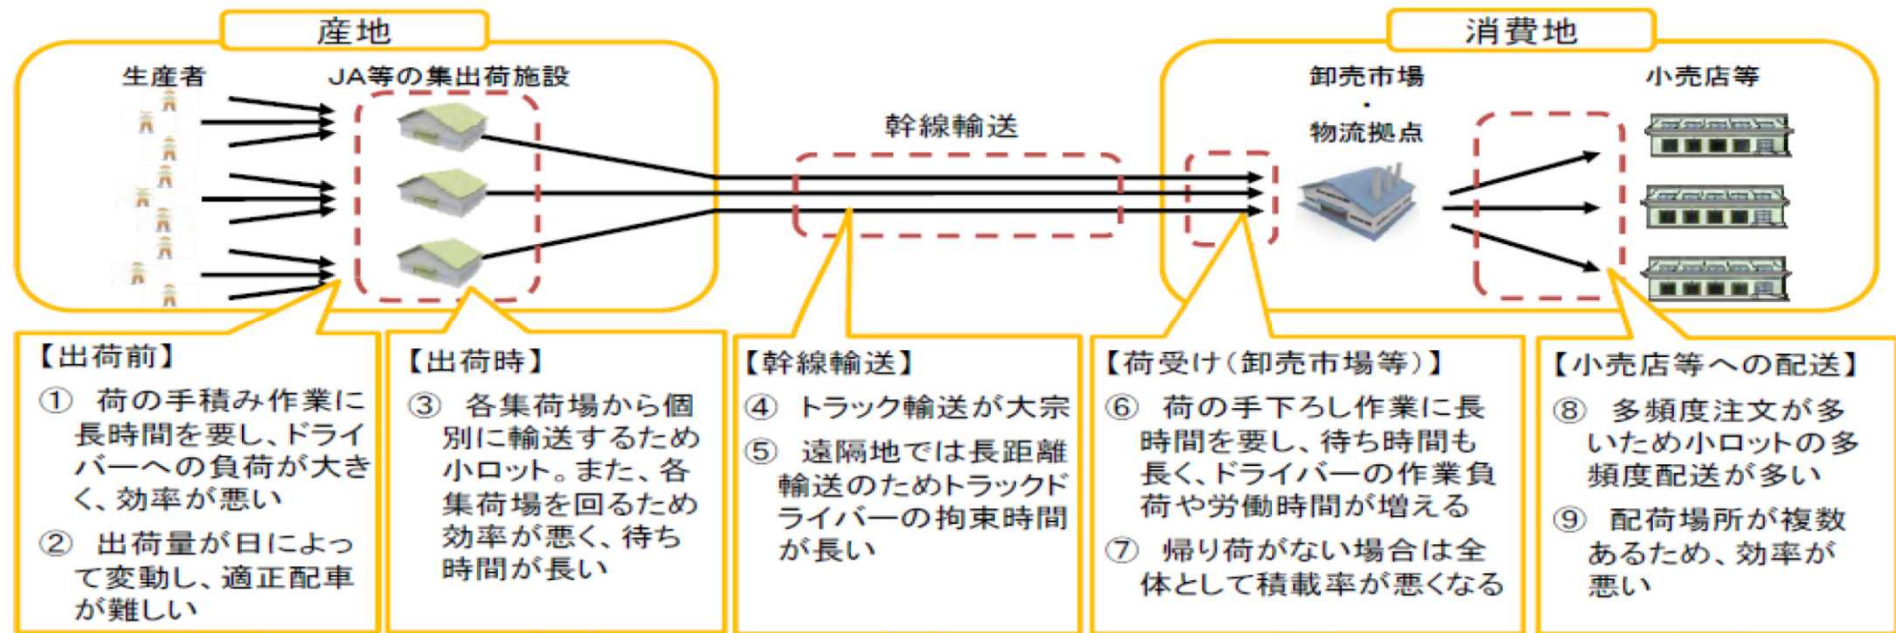 産地
消費地
生産者
JA等の集出荷施設
幹線輸送
卸売市場
・
物流拠点
小売店等
【出荷前】
① 荷の手積み作業に
長時間を要し、ドライ
バーへの負荷が大き
く、効率が悪い
② 出荷量が日によっ
て変動し、適正配車
が難しい
【出荷時】
③ 各集荷場から個
別に輸送するため
小ロット。また、各
集荷場を回るため
効率が悪く、待ち
時間が長い
【幹線輸送】
④ トラック輸送が大宗
⑤ 遠隔地では長距離
輸送のためトラックド
ライバーの拘束時間
が長い
【荷受け(卸売市場等)】
⑥ 荷の手下ろし作業に長
時間を要し、待ち時間も
長く、ドライバーの作業負
荷や労働時間が増える
⑦ 帰り荷がない場合は全
体として積載率が悪くなる
【小売店等への配送】
⑧ 多頻度注文が多
いため小ロットの多
頻度配送が多い
⑨ 配荷場所が複数
あるため、効率が
悪い